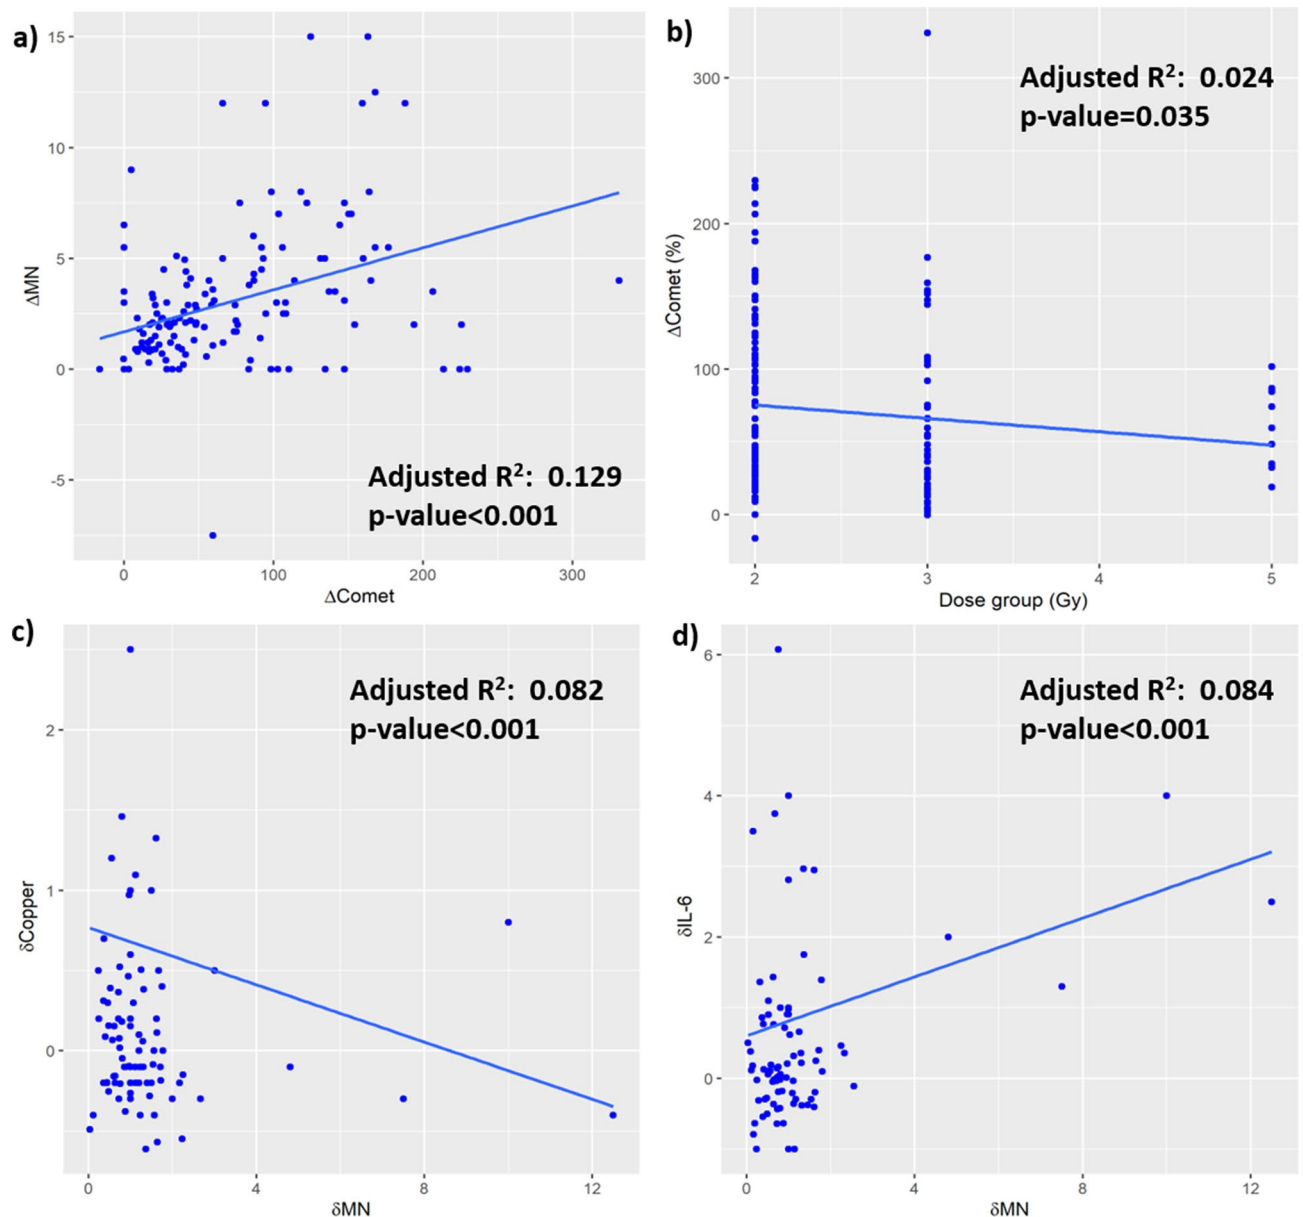 a)
15
10
5
0
-5
ΔMN
Adjusted R²: 0.129
p-value<0.001
0 100 200 300
ΔComet
b)
300
200
100
0
ΔComet (%)
Adjusted R²: 0.024
p-value=0.035
2 3 4 5
Dose group (Gy)
c)
2
1
0
δCopper
Adjusted R²: 0.082
p-value<0.001
0 4 8 12
δMN
d)
6
4
2
0
δIL-6
Adjusted R²: 0.084
p-value<0.001
0 4 8 12
δMN